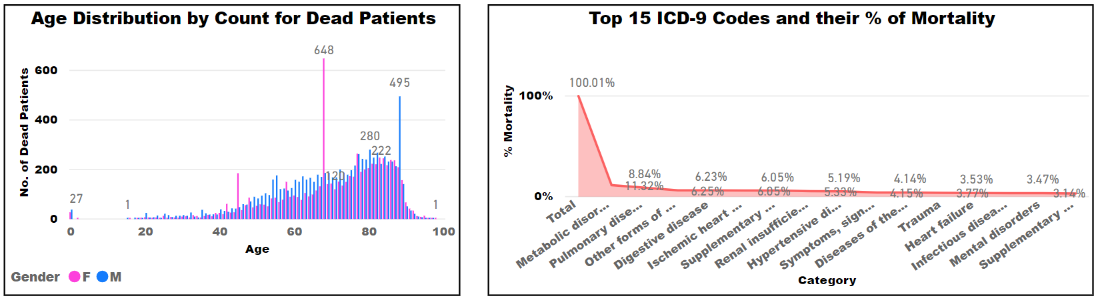 Age Distribution by Count for Dead Patients
No. of Dead Patients
600
400
200
0
648
495
280
222
27
1
1
0
20
40
60
80
100
Age
Gender F M
Top 15 ICD-9 Codes and their % of Mortality
% Mortality
100%
0%
100.01%
11.32%
8.84%
6.25%
6.23%
6.05%
6.05%
5.33%
5.19%
4.15%
4.14%
3.77%
3.53%
3.47%
3.14%
Total
Metabolic disor...
Pulmonary dise...
Other forms of ...
Digestive disease
Ischemic heart ...
Supplementary ...
Renal insufficie...
Hypertensive di...
Symptoms, sign...
Diseases of the...
Trauma
Heart failure
Infectious disea...
Mental disorders
Supplementary ...
Category